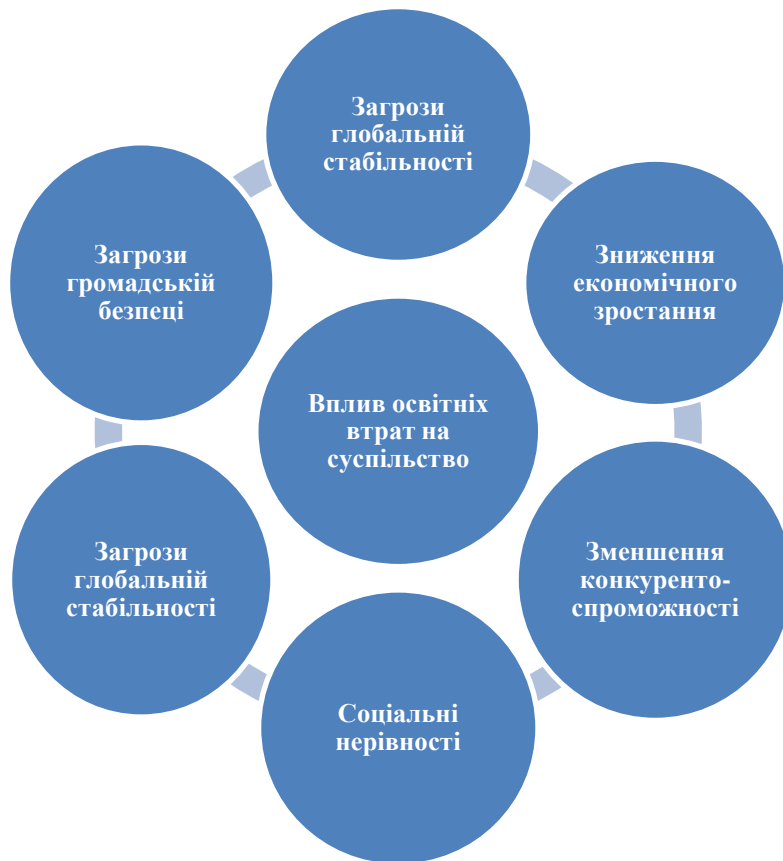 Загрози
глобальній
стабільності
Зниження
економічного
зростання
Загрози
громадській
безпеці
Вплив освітніх
втрат на
суспільство
Загрози
глобальній
стабільності
Зменшення
конкуренто-
спроможності
Соціальні
нерівності